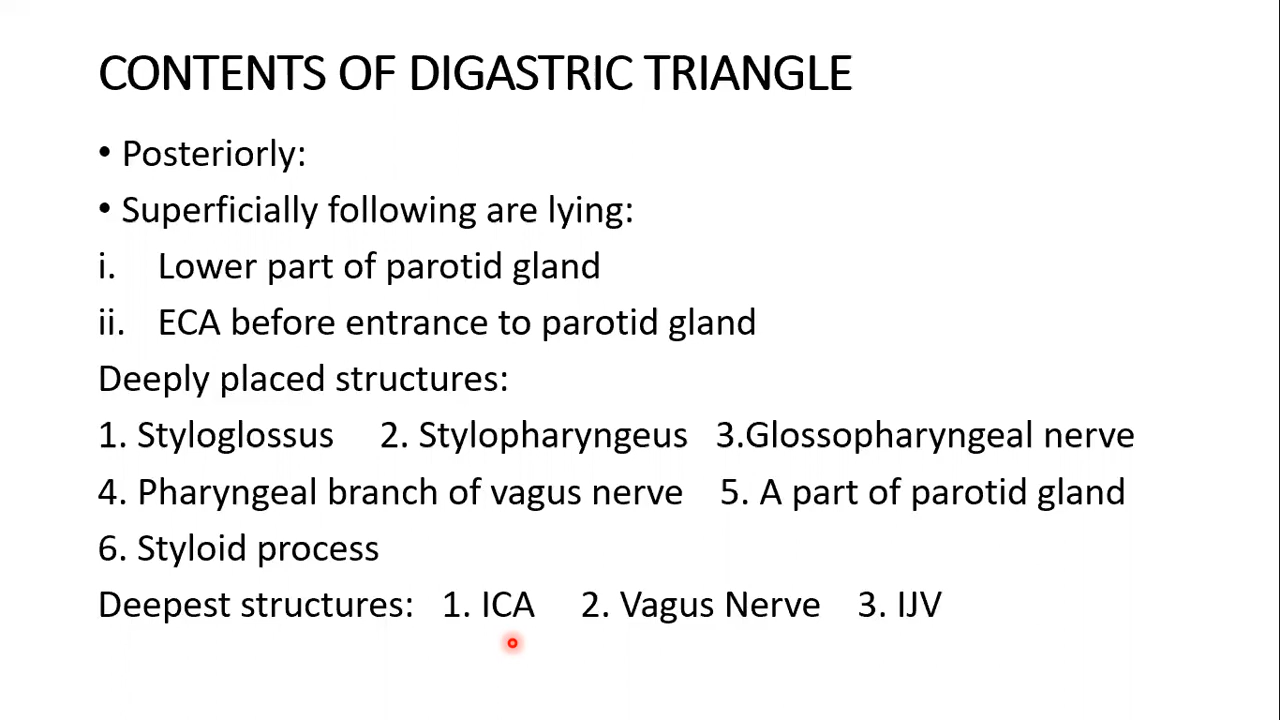 CONTENTS OF DIGASTRIC TRIANGLE
• Posteriorly:
• Superficially following are lying:
i. Lower part of parotid gland
ii. ECA before entrance to parotid gland
Deeply placed structures:
1. Styloglossus 2. Stylopharyngeus 3.Glossopharyngeal nerve
4. Pharyngeal branch of vagus nerve 5. A part of parotid gland
6. Styloid process
Deepest structures: 1. ICA 2. Vagus Nerve 3. IJV